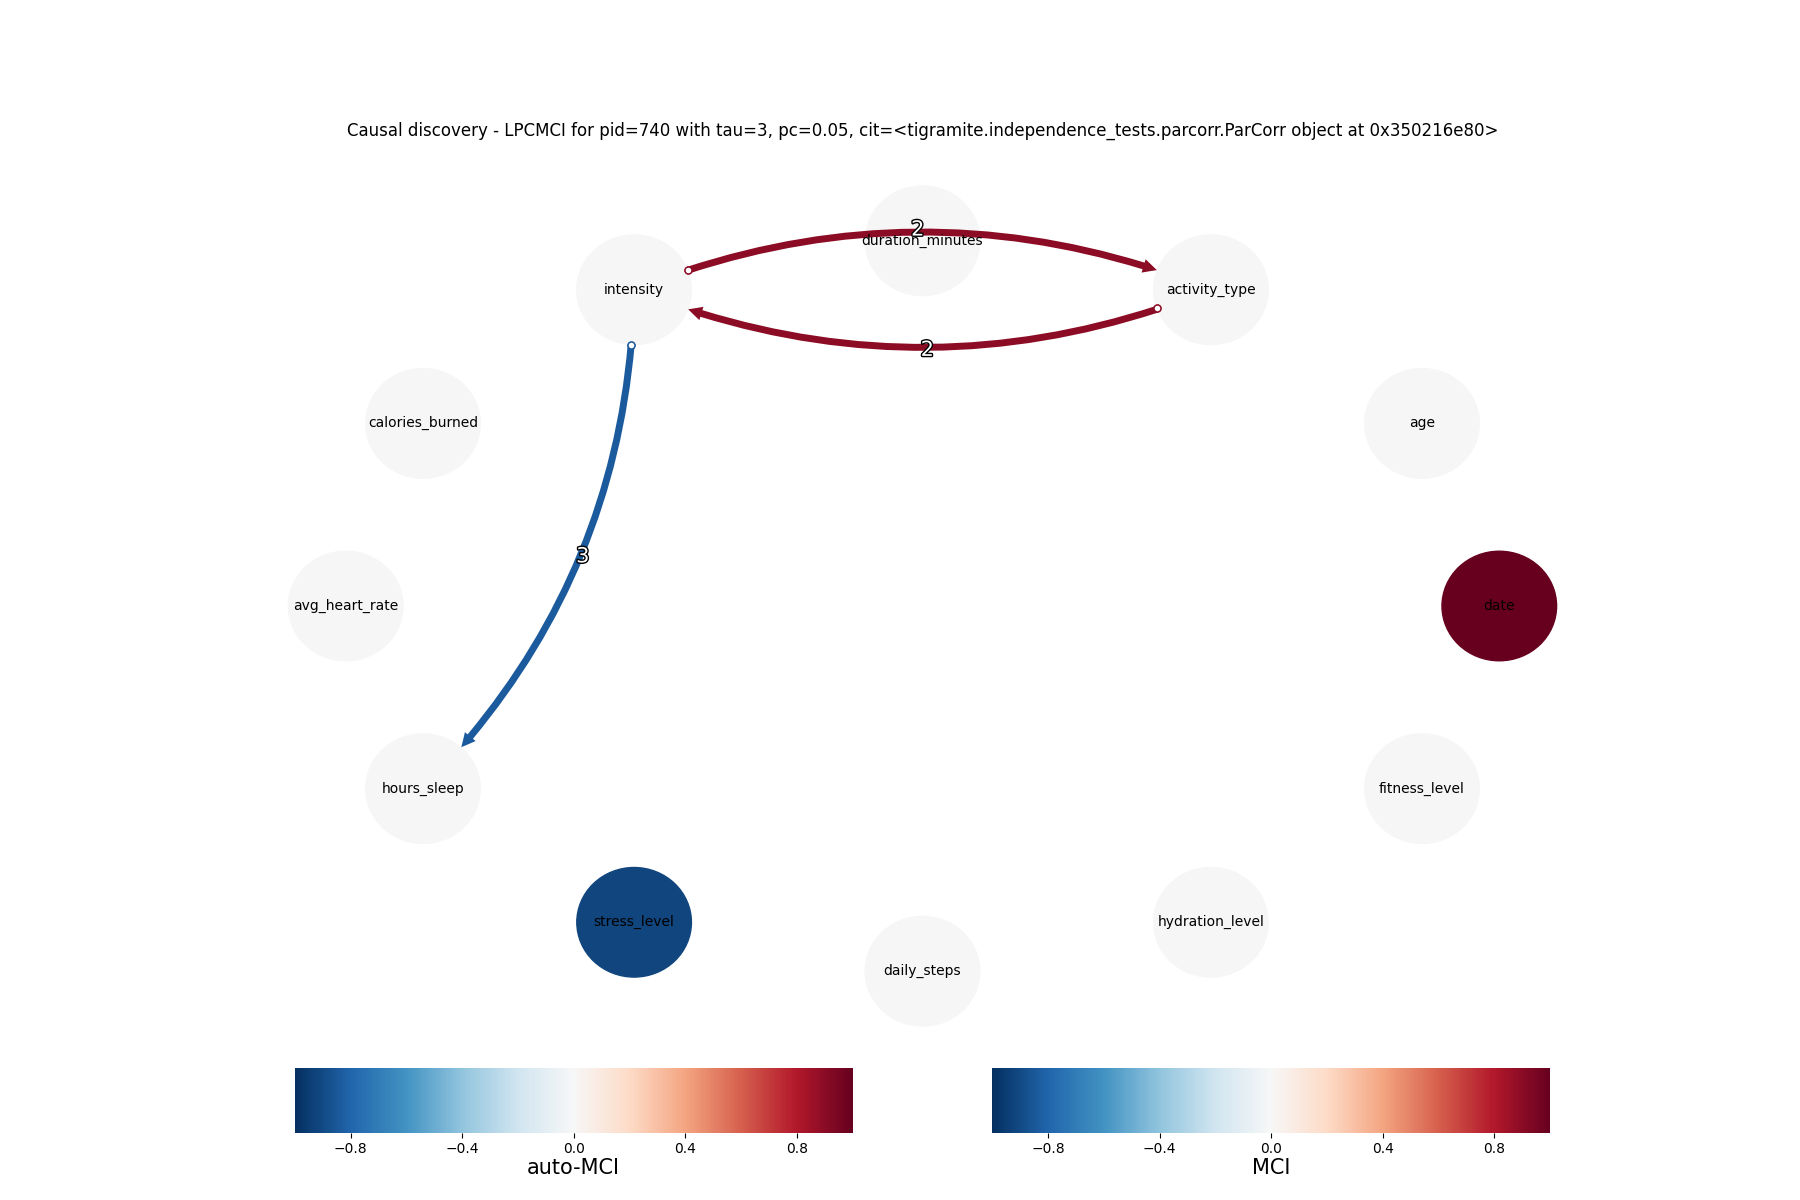 Causal discovery - LPCMCI for pid=740 with tau=3, pc=0.05, cit=<tigramite.independence_tests.parcorr.ParCorr object at 0x350216e80>
2
duration_minutes
intensity
activity_type
2
calories_burned
age
3
avg_heart_rate
date
hours_sleep
fitness_level
stress_level
hydration_level
daily_steps
−0.8 −0.4 0.0 0.4 0.8
auto-MCI
−0.8 −0.4 0.0 0.4 0.8
MCI